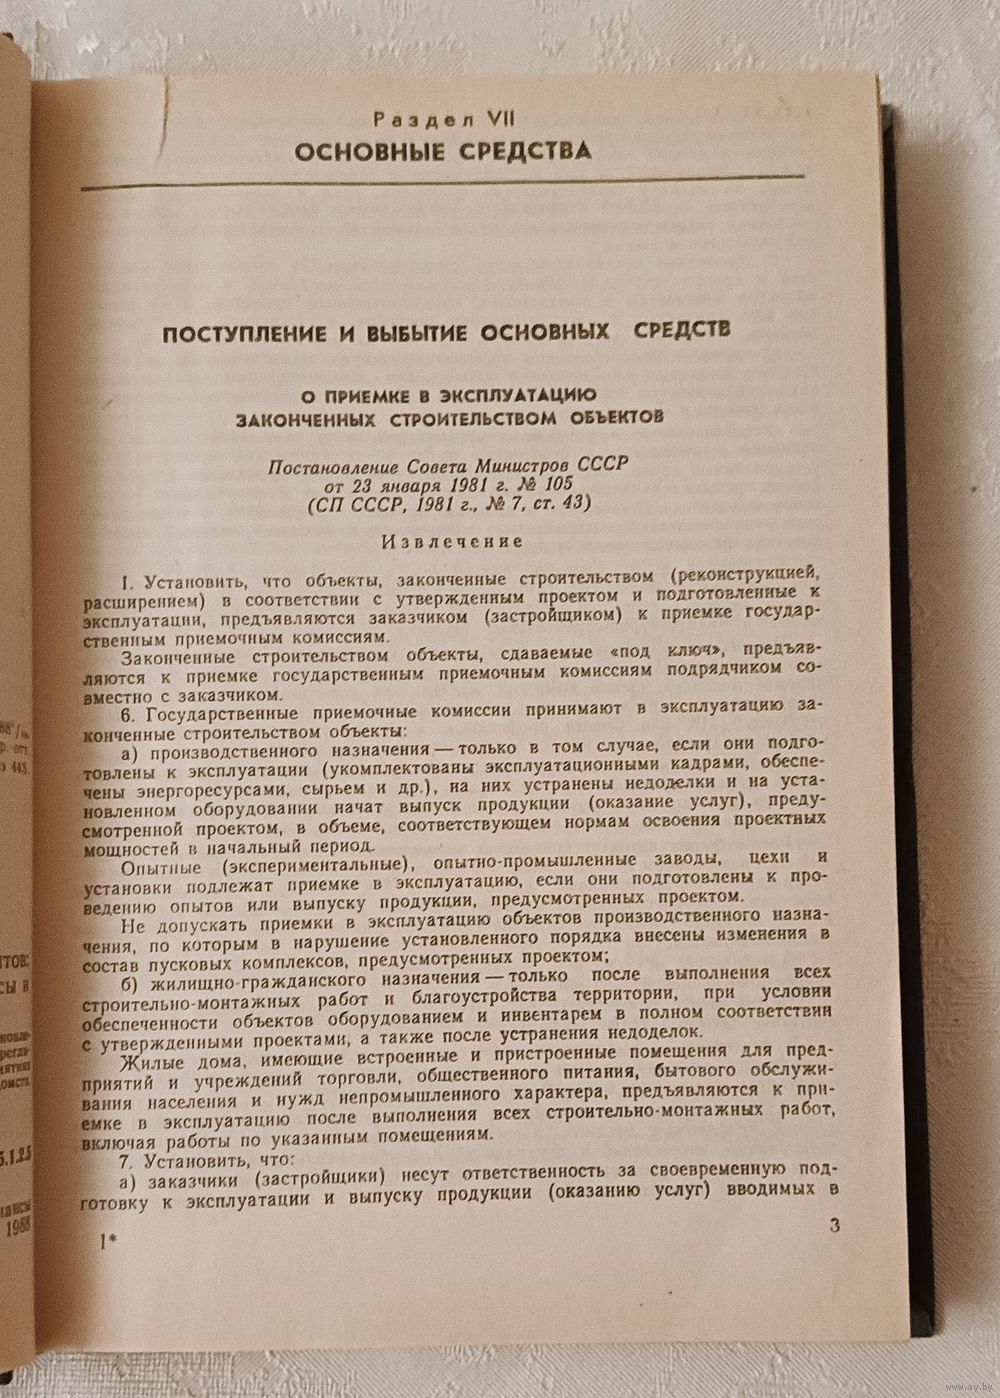 Раздел VII
ОСНОВНЫЕ СРЕДСТВА
ПОСТУПЛЕНИЕ И ВЫБЫТИЕ ОСНОВНЫХ СРЕДСТВ
О ПРИЕМКЕ В ЭКСПЛУАТАЦИЮ
ЗАКОНЧЕННЫХ СТРОИТЕЛЬСТВОМ ОБЪЕКТОВ
Постановление Совета Министров СССР
от 23 января 1981 г. № 105
(СП СССР, 1981 г., № 7, ст. 43)
Извлечение
1. Установить, что объекты, законченные строительством (реконструкцией,
расширением) в соответствии с утвержденным проектом и подготовленные к
эксплуатации, предъявляются заказчиком (застройщиком) к приемке государ-
ственным приемочным комиссиям.
Законченные строительством объекты, сдаваемые «под ключ», предъяв-
ляются к приемке государственным приемочным комиссиям подрядчиком со-
вместно с заказчиком.
6. Государственные приемочные комиссии принимают в эксплуатацию за-
конченные строительством объекты:
а) производственного назначения — только в том случае, если они подго-
товлены к эксплуатации (укомплектованы эксплуатационными кадрами, обеспе-
чены энергоресурсами, сырьем и др.), на них устранены недоделки и на уста-
новленном оборудовании начат выпуск продукции (оказание услуг), преду-
смотренной проектом, в объеме, соответствующем нормам освоения проектных
мощностей в начальный период.
Опытные (экспериментальные), опытно-промышленные заводы, цехи и
установки подлежат приемке в эксплуатацию, если они подготовлены к про-
ведению опытов или выпуску продукции, предусмотренных проектом.
Не допускать приемки в эксплуатацию объектов производственного назна-
чения, по которым в нарушение установленного порядка внесены изменения в
состав пусковых комплексов, предусмотренных проектом;
б) жилищно-гражданского назначения — только после выполнения всех
строительно-монтажных работ и благоустройства территории, при условии
обеспеченности объектов оборудованием и инвентарем в полном соответствии
с утвержденными проектами, а также после устранения недоделок.
Жилые дома, имеющие встроенные и пристроенные помещения для пред-
приятий и учреждений торговли, общественного питания, бытового обслужи-
вания населения и нужд непромышленного характера, предъявляются к при-
емке в эксплуатацию после выполнения всех строительно-монтажных работ,
включая работы по указанным помещениям.
7. Установить, что:
а) заказчики (застройщики) несут ответственность за своевременную под-
готовку к эксплуатации и выпуску продукции (оказанию услуг) вводимых в
1*
3
1988
www.ay.by